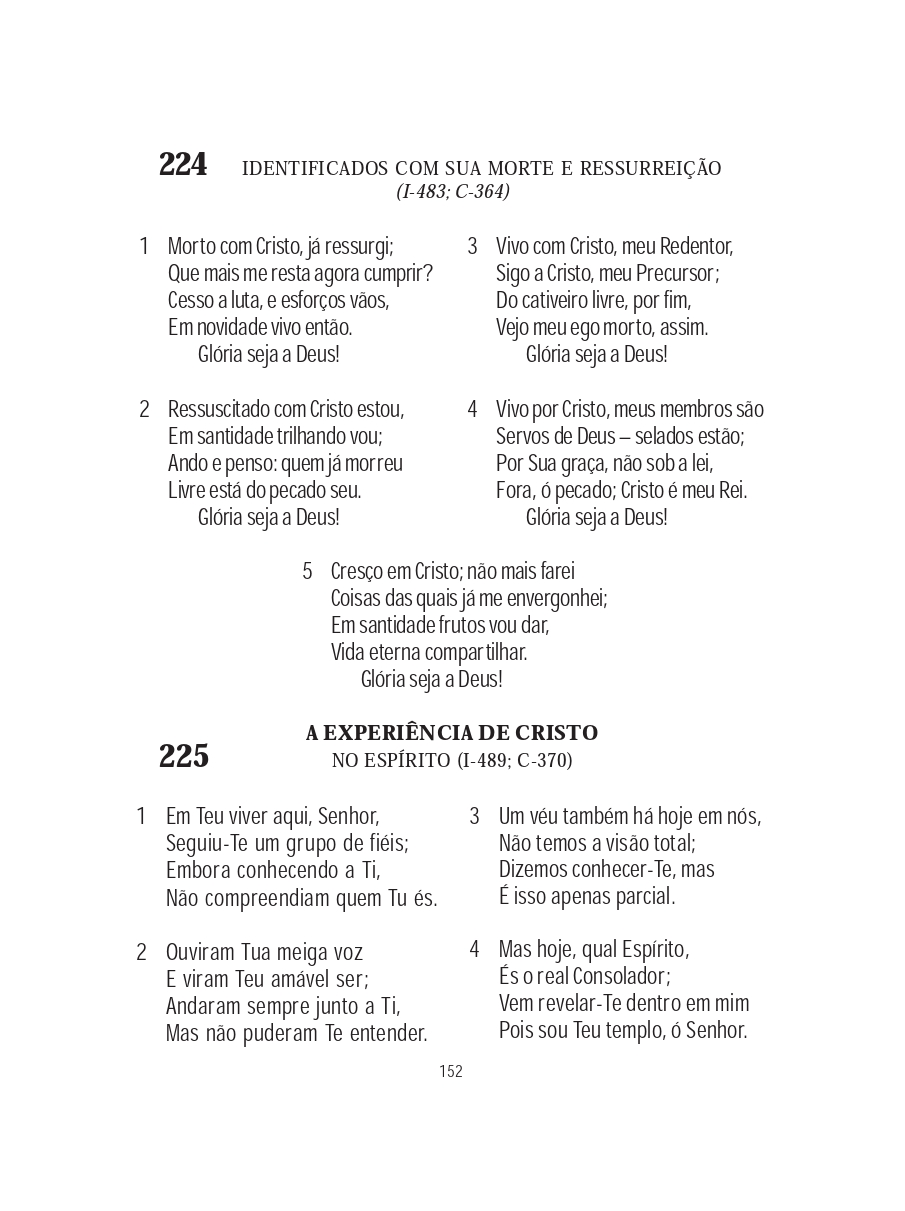 224 IDENTIFICADOS COM SUA MORTE E RESSURREIÇÃO
(I-483; C-364)
1 Morto com Cristo, já ressurgi;
Que mais me resta agora cumprir?
Cesso a luta, e esforços vãos,
Em novidade vivo então.
Glória seja a Deus!
2 Ressuscitado com Cristo estou,
Em santidade trilhando vou;
Ando e penso: quem já morreu
Livre está do pecado seu.
Glória seja a Deus!
3 Vivo com Cristo, meu Redentor,
Sigo a Cristo, meu Precursor;
Do cativeiro livre, por fim,
Vejo meu ego morto, assim.
Glória seja a Deus!
4 Vivo por Cristo, meus membros são
Servos de Deus – selados estão;
Por Sua graça, não sob a lei,
Fora, ó pecado; Cristo é meu Rei.
Glória seja a Deus!
5 Cresço em Cristo; não mais farei
Coisas das quais já me envergonhei;
Em santidade frutos vou dar,
Vida eterna compartilhar.
Glória seja a Deus!
A EXPERIÊNCIA DE CRISTO
225 NO ESPÍRITO (I-489; C-370)
1 Em Teu viver aqui, Senhor,
Seguiu-Te um grupo de fiéis;
Embora conhecendo a Ti,
Não compreendiam quem Tu és.
2 Ouviram Tua meiga voz
E viram Teu amável ser;
Andaram sempre junto a Ti,
Mas não puderam Te entender.
3 Um véu também há hoje em nós,
Não temos a visão total;
Dizemos conhecer-Te, mas
É isso apenas parcial.
4 Mas hoje, qual Espírito,
És o real Consolador;
Vem revelar-Te dentro em mim
Pois sou Teu templo, ó Senhor.
152